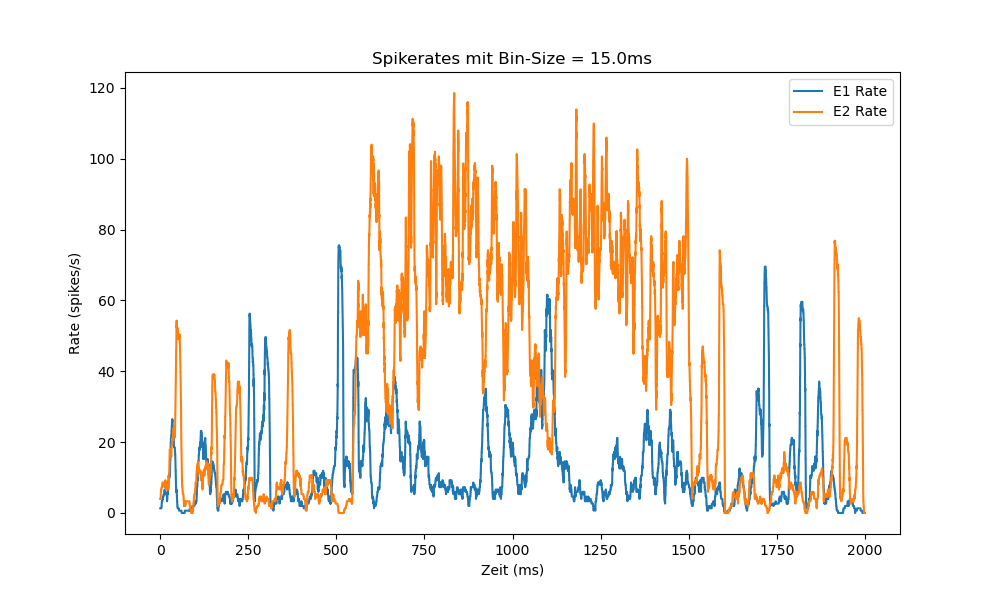 Spikerates mit Bin-Size = 15.0ms
120
100
80
60
40
20
0
Rate (spikes/s)
E1 Rate
E2 Rate
0 250 500 750 1000 1250 1500 1750 2000
Zeit (ms)